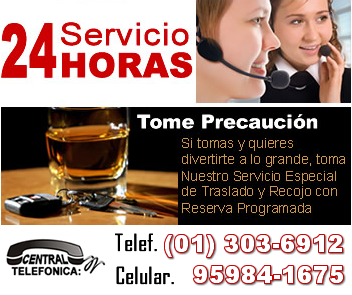 24 Servicio
HORAS
Tome Precaución
Si tomas y quieres
divertirte a lo grande, toma
Nuestro Servicio Especial
de Traslado y Recojo con
Reserva Programada
CENTRAL
TELEFONICA:
Telef. (01) 303-6912
Celular. 95984-1675